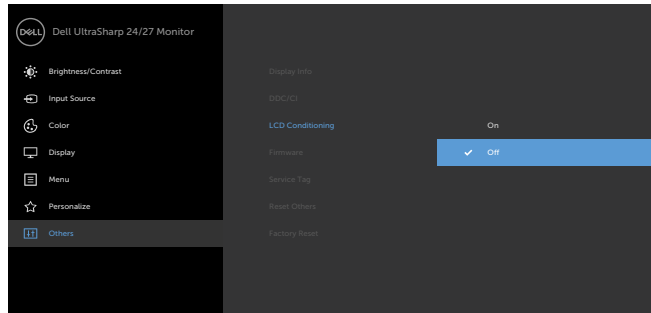 DELL
Dell UltraSharp 24/27 Monitor
Brightness/Contrast
Display Info
Input Source
DDC/CI
Color
LCD Conditioning
On
Display
Firmware
Off
Menu
Service Tag
Personalize
Reset Others
Others
Factory Reset